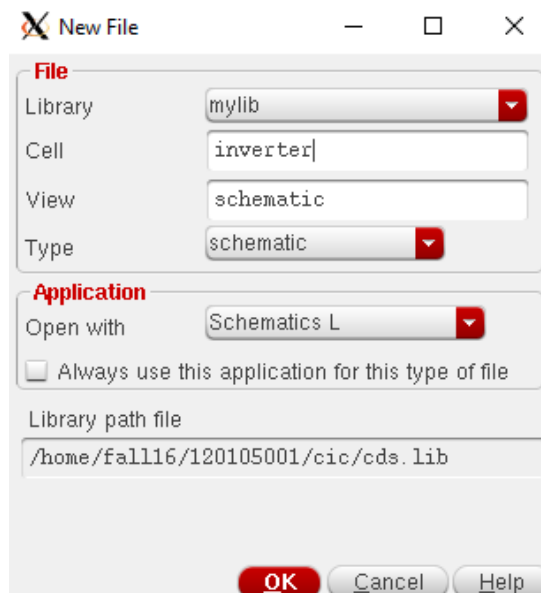 New File
File
Library mylib
Cell inverter
View schematic
Type schematic
Application
Open with Schematics L
Always use this application for this type of file
Library path file
/home/fall16/120105001/cic/cds.lib
OK Cancel Help